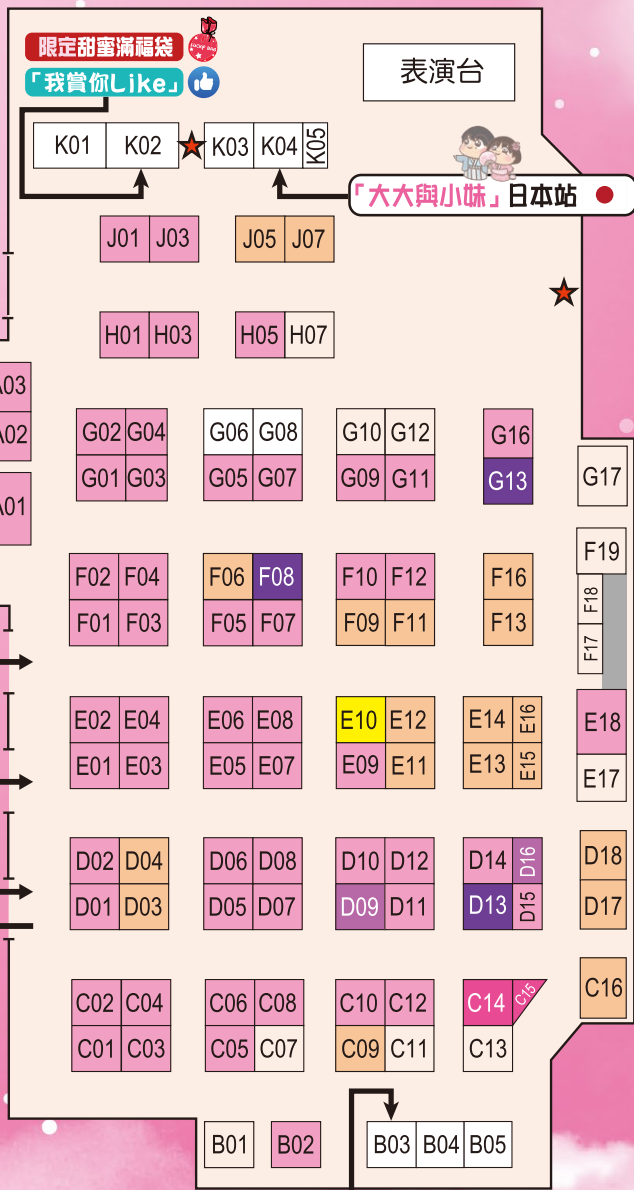 限定甜蜜滿福袋
「我賞你Like」
表演台
K01 K02 K03 K04 K05
「大大與小妹」日本站
J01 J03 J05 J07
H01 H03 H05 H07
A03
A02
A01
G02 G04 G06 G08 G10 G12 G16
G01 G03 G05 G07 G09 G11 G13
G17
F19
F02 F04 F06 F08 F10 F12 F16
F18
F01 F03 F05 F07 F09 F11 F13
F17
E02 E04 E06 E08 E10 E12 E14 E16 E18
E01 E03 E05 E07 E09 E11 E13 E15 E17
D02 D04 D06 D08 D10 D12 D14 D16 D18
D01 D03 D05 D07 D09 D11 D13 D15 D17
C02 C04 C06 C08 C10 C12 C14 C15 C16
C01 C03 C05 C07 C09 C11 C13
B01 B02 B03 B04 B05